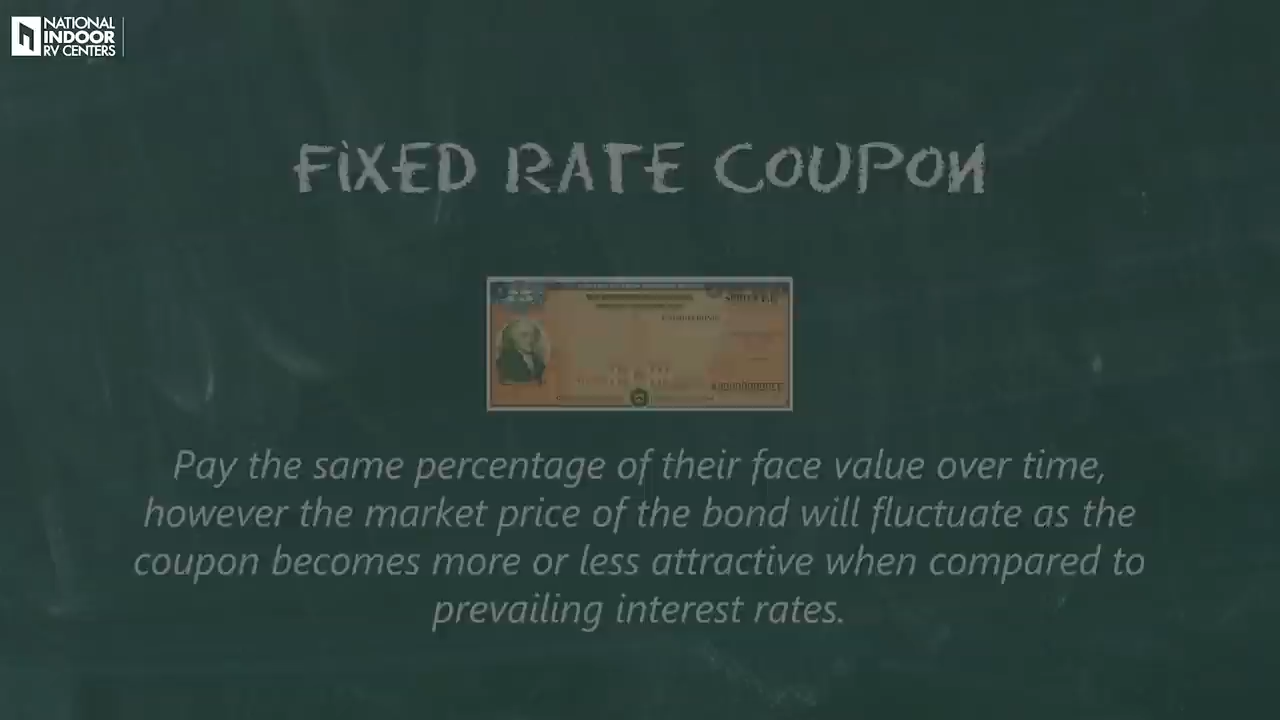 NATIONAL
INDOOR
RV CENTERS
FiXED RATE COUPON
Pay the same percentage of their face value over time,
however the market price of the bond will fluctuate as the
coupon becomes more or less attractive when compared to
prevailing interest rates.